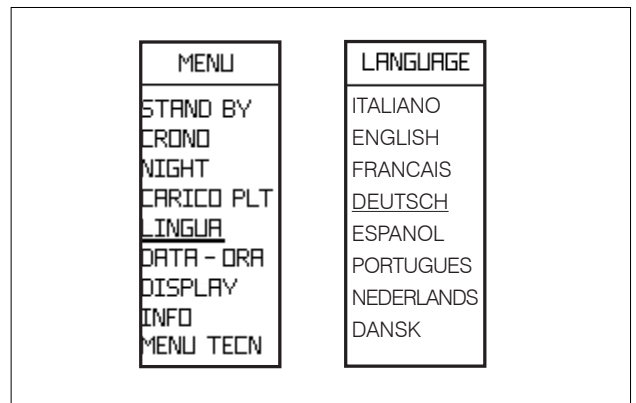 MENU
STAND BY
CRONO
NIGHT
CARICO PLT
LINGUA
DATA - ORA
DISPLAY
INFO
MENU TECN
LANGUAGE
ITALIANO
ENGLISH
FRANCAIS
DEUTSCH
ESPANOL
PORTUGUES
NEDERLANDS
DANSK